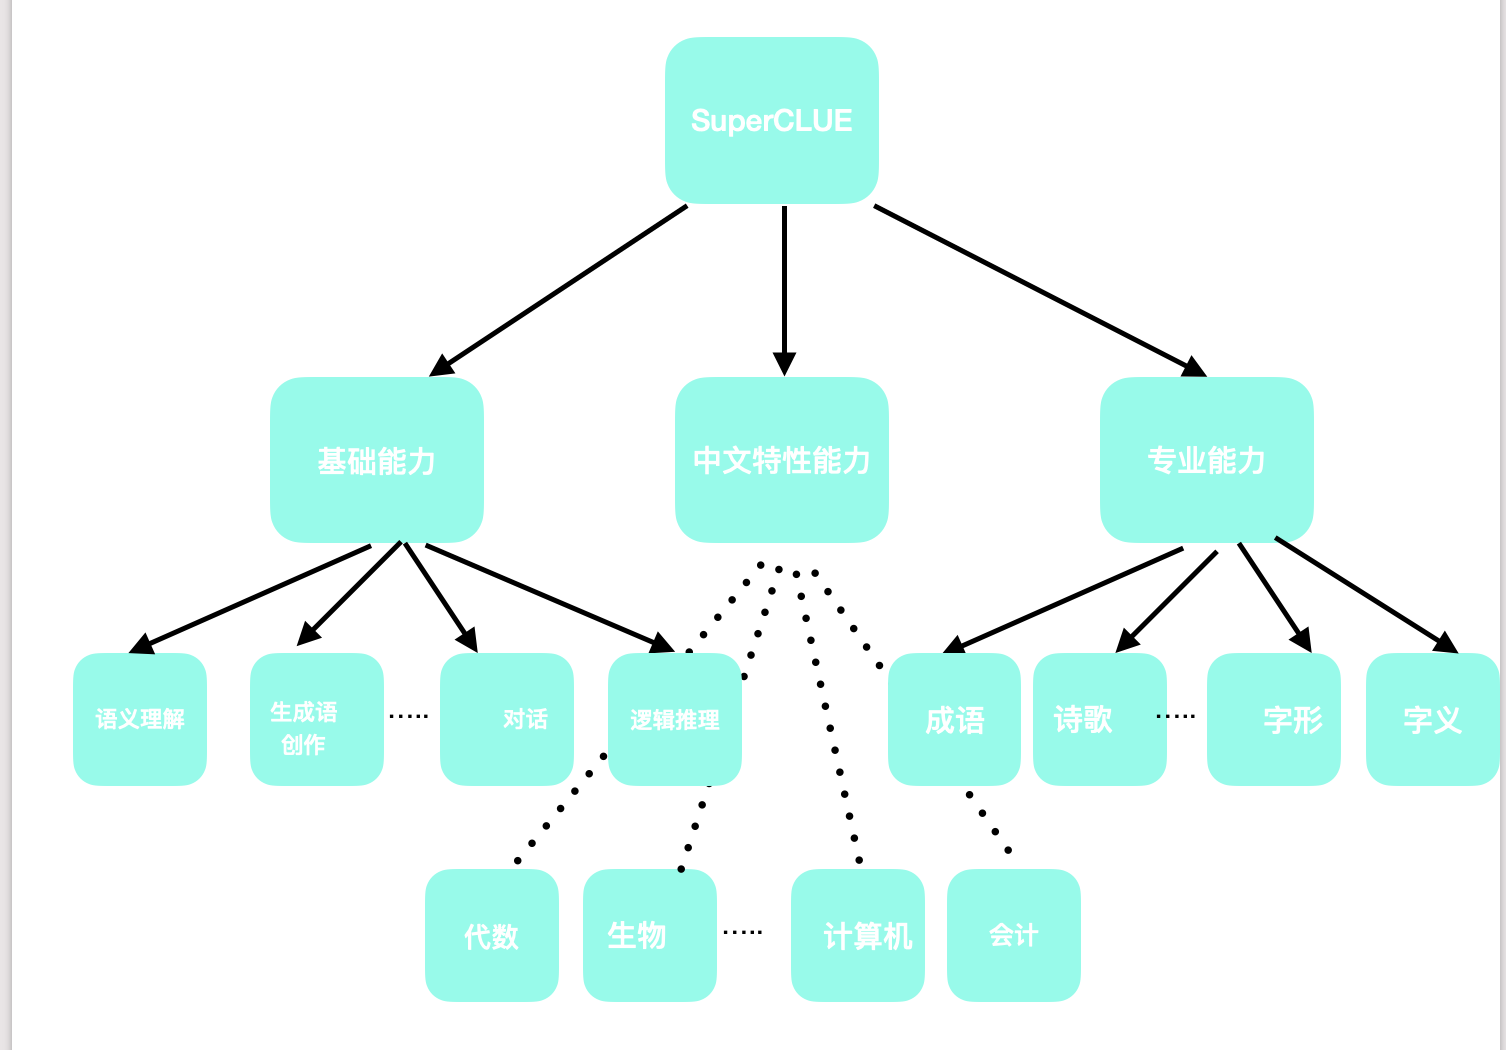 SuperCLUE
基础能力
中文特性能力
专业能力
语义理解
生成语
创作
.....
对话
逻辑推理
成语
诗歌
.....
字形
字义
代数
生物
.....
计算机
会计